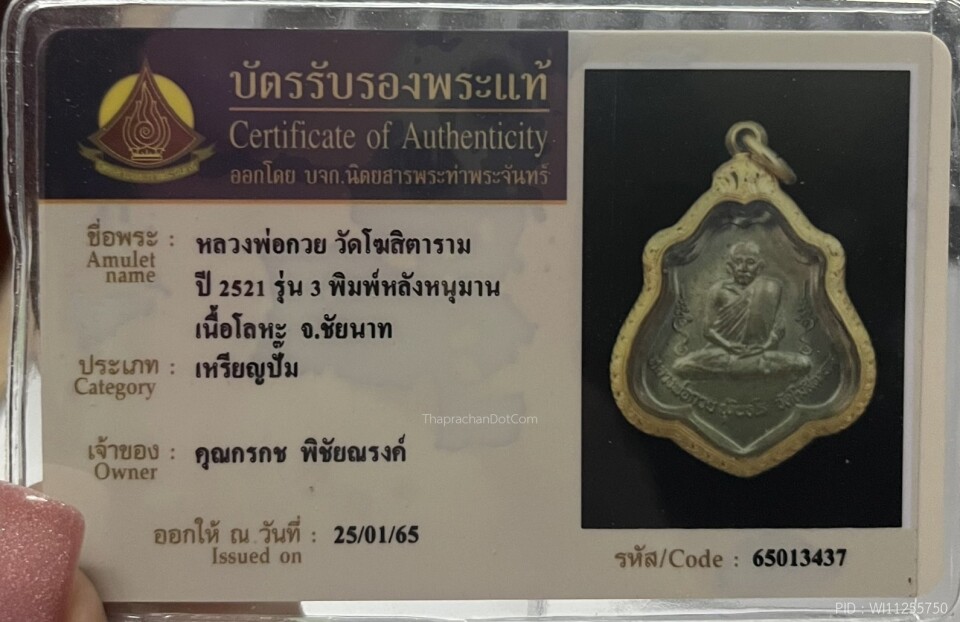 บัตรรับรองพระแท้
Certificate of Authenticity
ออกโดย บจก.นิตยสารพระท่าพระจันทร์
ชื่อพระ : หลวงพ่อกวย วัดโฆสิตาราม
Amulet name
ปี 2521 รุ่น 3 พิมพ์หลังหนุมาน
เนื้อโลหะ จ.ชัยนาท
ประเภท : เหรียญปั๊ม
Category
ThaprachanDotCom
เจ้าของ : คุณกรกช พิชัยณรงค์
Owner
ออกให้ ณ วันที่ : 25/01/65
Issued on
รหัส/Code : 65013437
PID : WI11255750